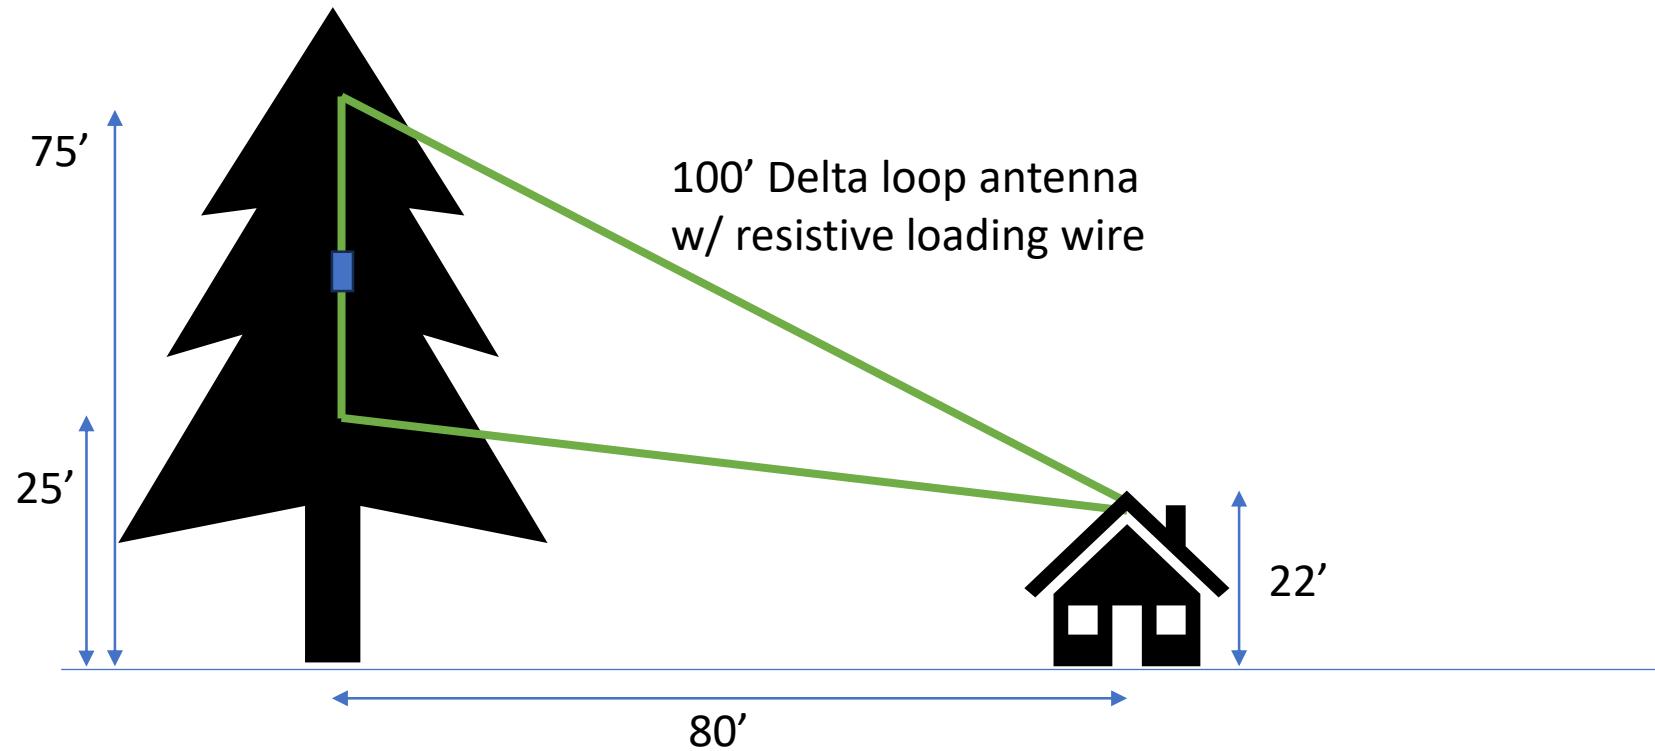 75’
100’ Delta loop antenna
w/ resistive loading wire
25’
22’
80’